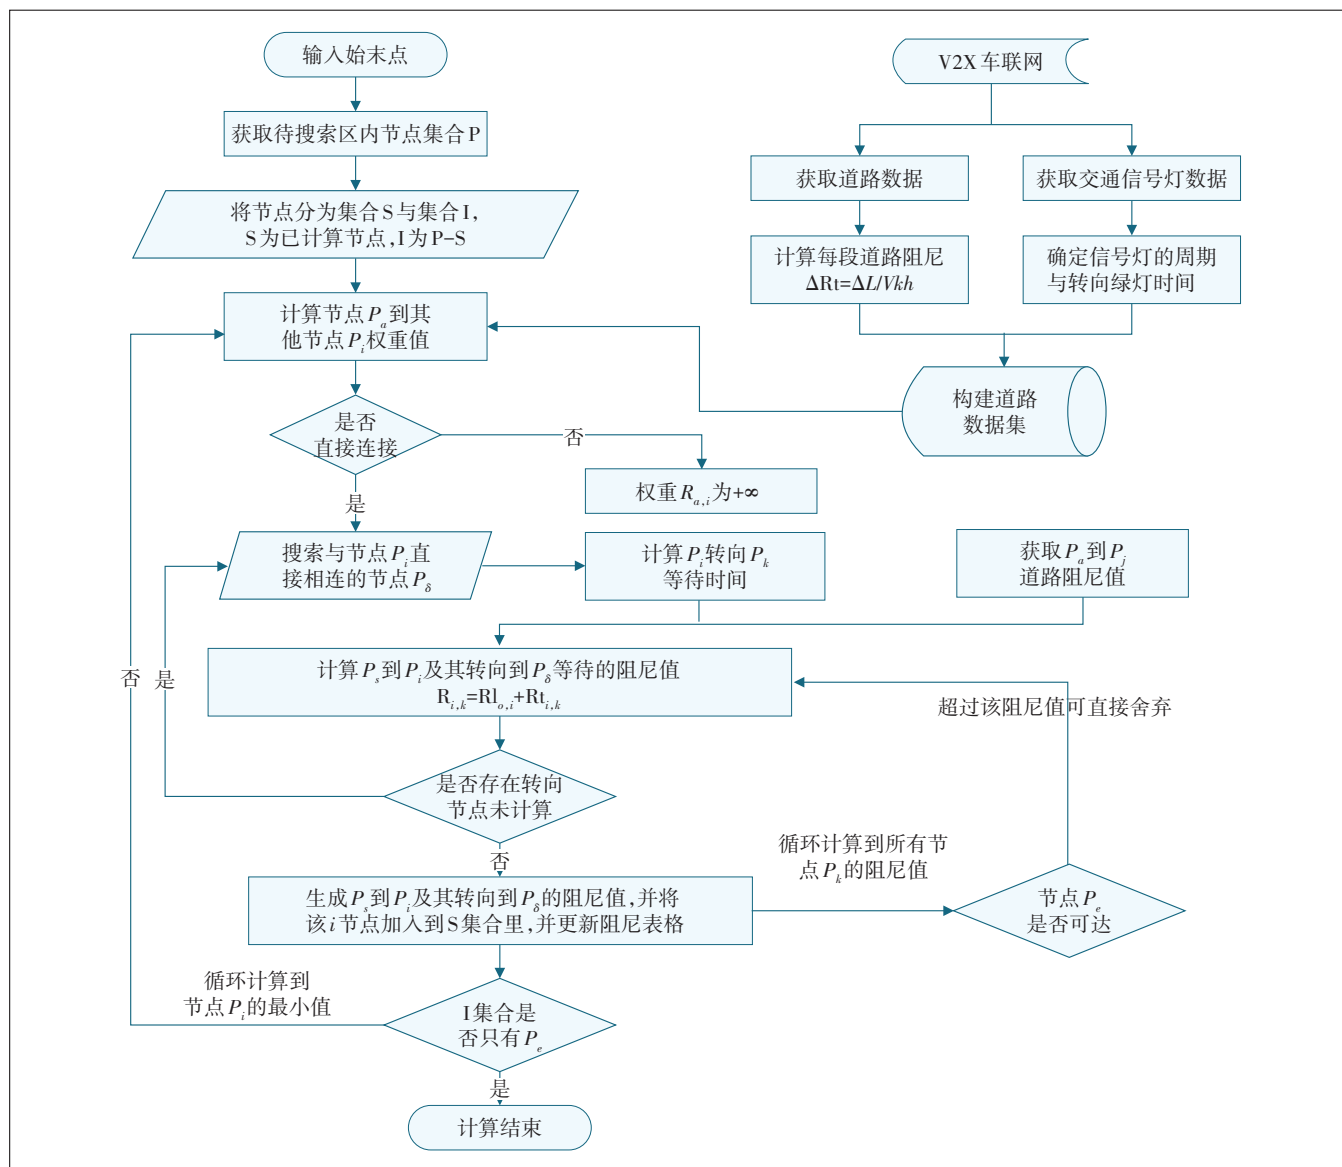 输入始末点
获取待搜索区内节点集合P
将节点分为集合S与集合I,
S为已计算节点,I为P-S
计算节点Pa到其
他节点Pi权重值
是否
直接连接
否
权重Ra,i为+∞
是
搜索与节点Pi直
接相连的节点Pδ
计算Pi转向Pk
等待时间
获取Pa到Pj
道路阻尼值
计算Ps到Pi及其转向到Pδ等待的阻尼值
Ri,k=Rlo,i+Rti,k
是否存在转向
节点未计算
是
否
否
生成Ps到Pi及其转向到Pδ的阻尼值,并将
该i节点加入到S集合里,并更新阻尼表格
循环计算到所有节
点Pk的阻尼值
节点Pe
是否可达
超过该阻尼值可直接舍弃
循环计算到
节点Pi的最小值
I集合是
否只有Pe
是
计算结束
V2X车联网
获取道路数据
获取交通信号灯数据
计算每段道路阻尼
ΔRt=ΔL/Vkh
确定信号灯的周期
与转向绿灯时间
构建道路
数据集